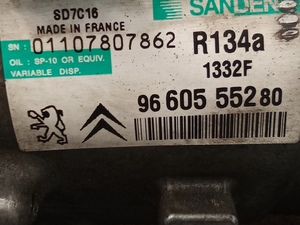 SD7C16
SANDEN
MADE IN FRANCE
SN: 01107807862
R134a
OIL: SP-10 OR EQUIV.
1332F
VARIABLE DISP.
96 605 552 80